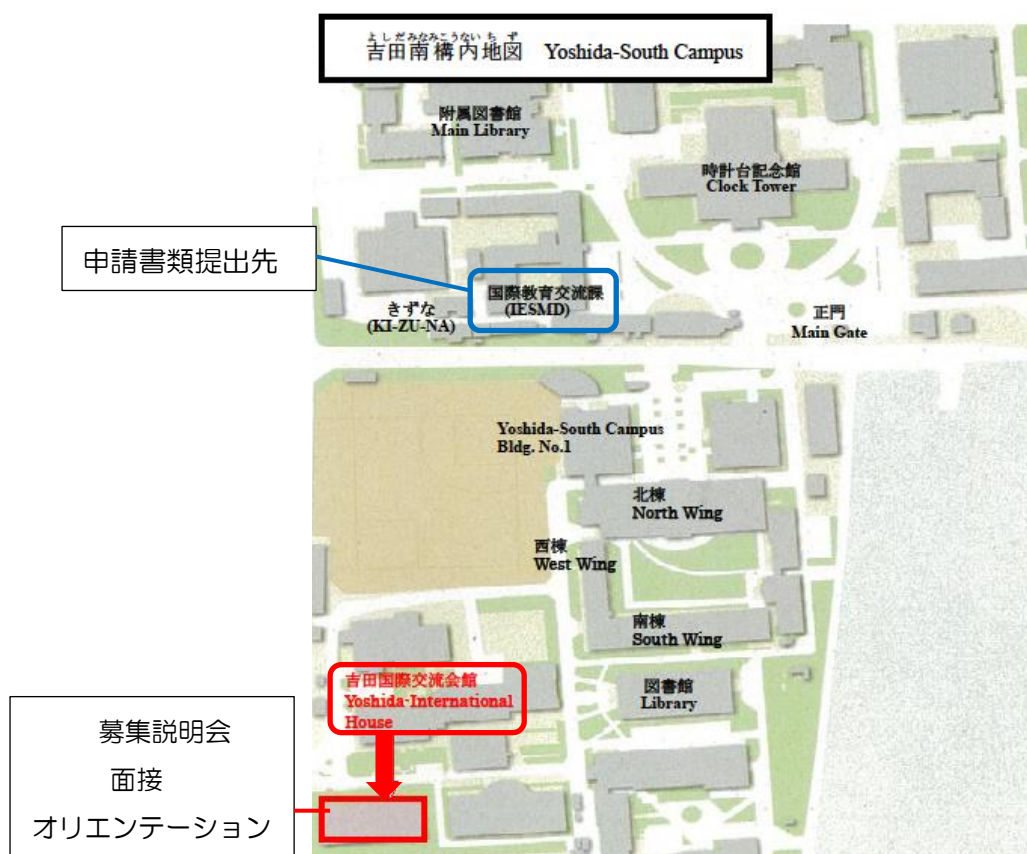 よしだみなみこうないちず
吉田南構内地図 Yoshida-South Campus
附属図書館
Main Library
時計台記念館
Clock Tower
申請書類提出先
国際教育交流課
(IESMD)
きずな
(KI-ZU-NA)
正門
Main Gate
Yoshida-South Campus
Bldg. No.1
北棟
North Wing
西棟
West Wing
南棟
South Wing
吉田国際交流会館
Yoshida-International
House
図書館
Library
募集説明会
面接
オリエンテーション